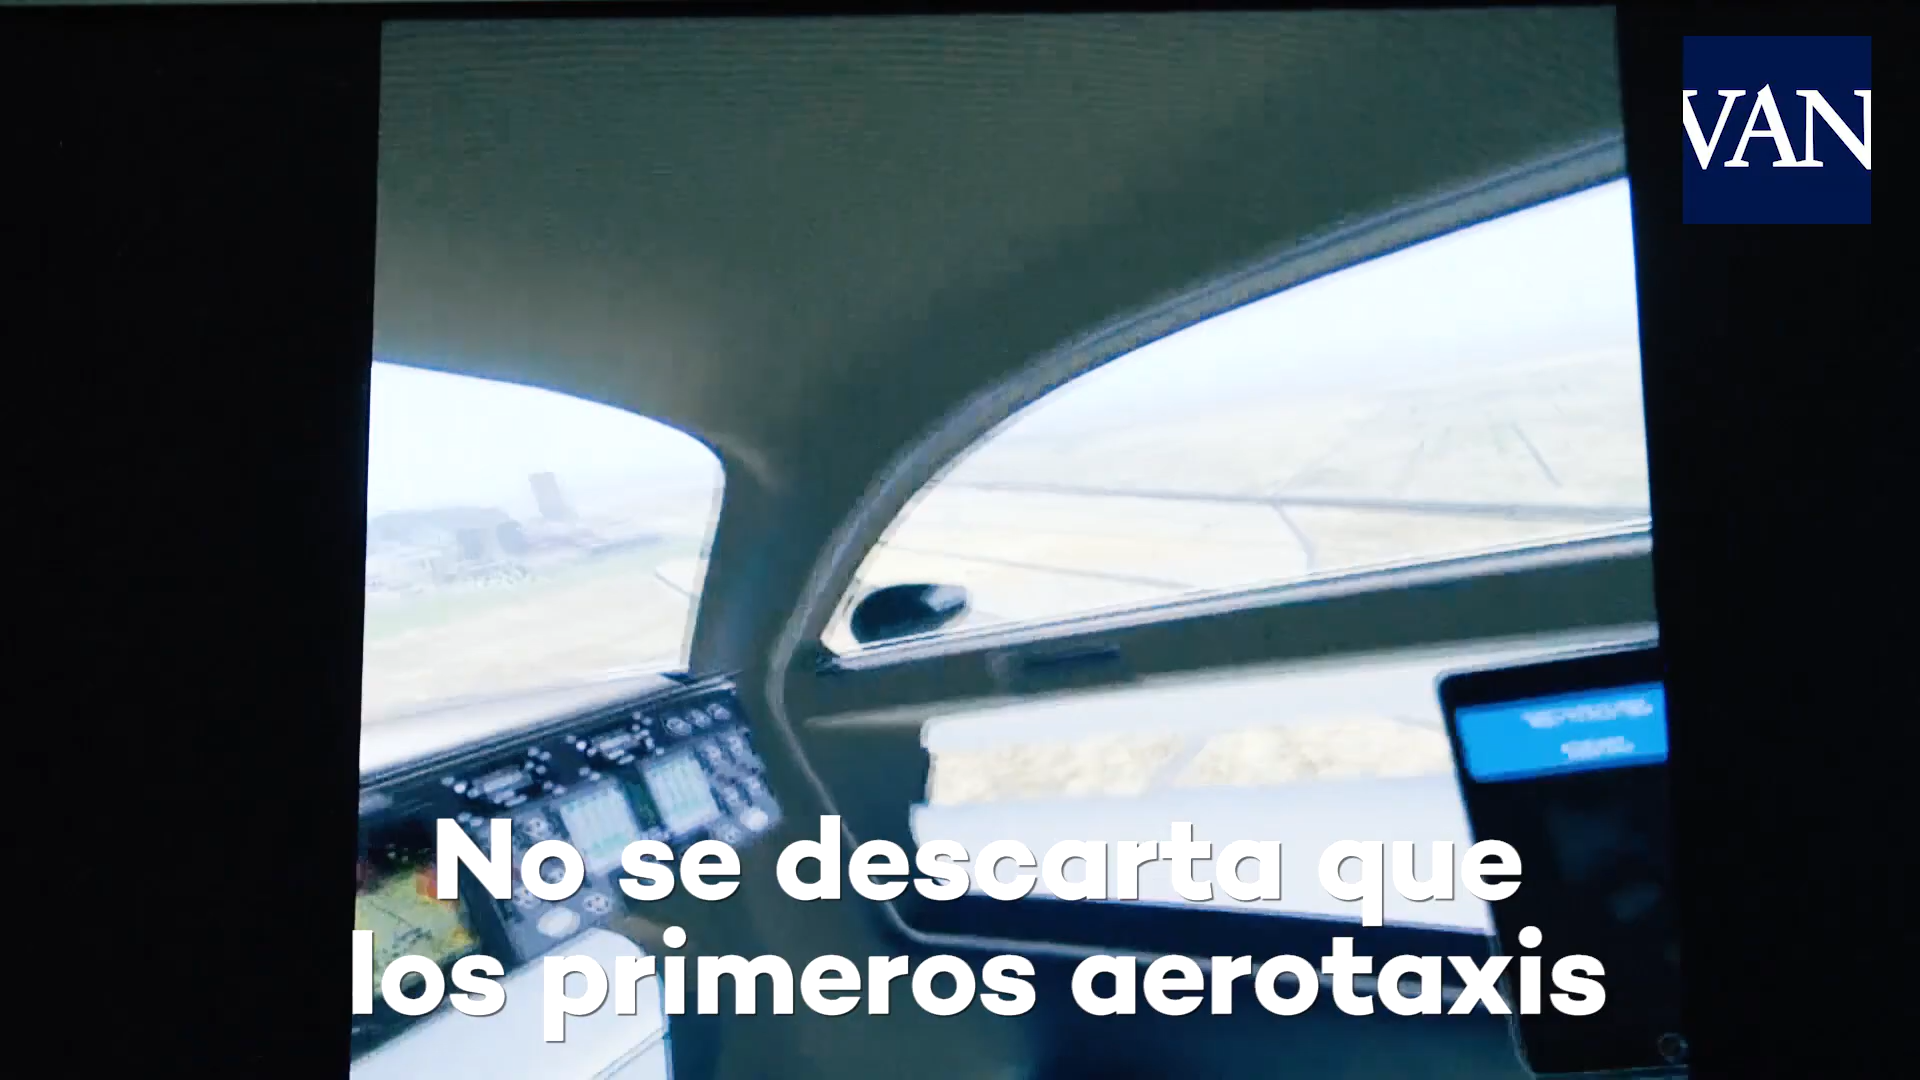 VAN
No se descarta que
los primeros aerotaxis